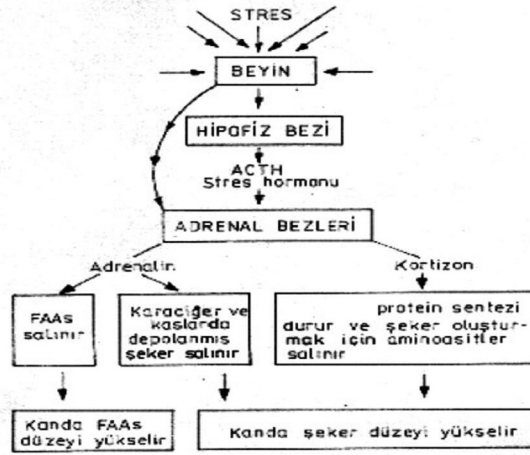 STRES
BEYİN
HİPOFİZ BEZİ
ACTH
Stres hormonu
ADRENAL BEZLERİ
Adrenalin
Kortizon
FAAs
salınır
Karaciğer ve
kaslarda
depolanmış
şeker salınır
protein sentezi
durur ve şeker oluştur-
mak için aminoasitler
salınır
Kanda FAAs
düzeyi yükselir
Kanda şeker düzeyi yükselir